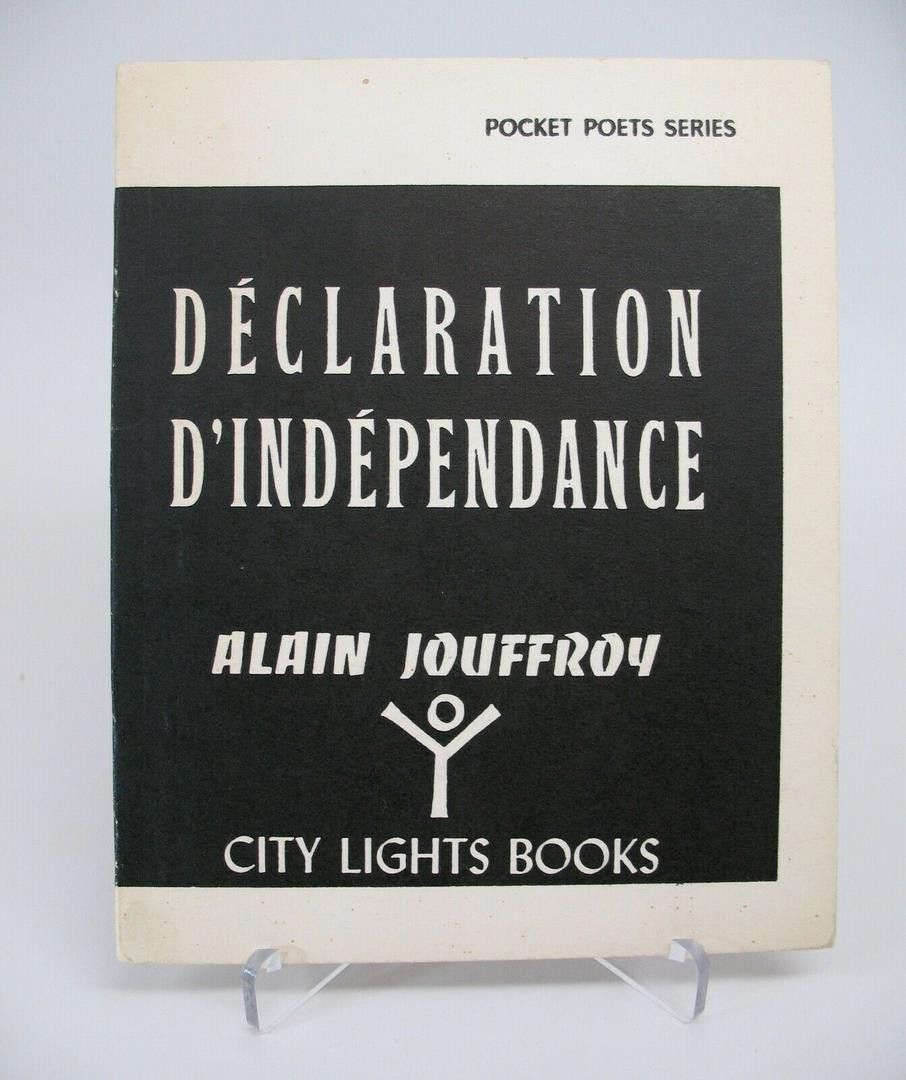 POCKET POETS SERIES
DÉCLARATION
D'INDÉPENDANCE
ALAIN JOUFFROY
CITY LIGHTS BOOKS